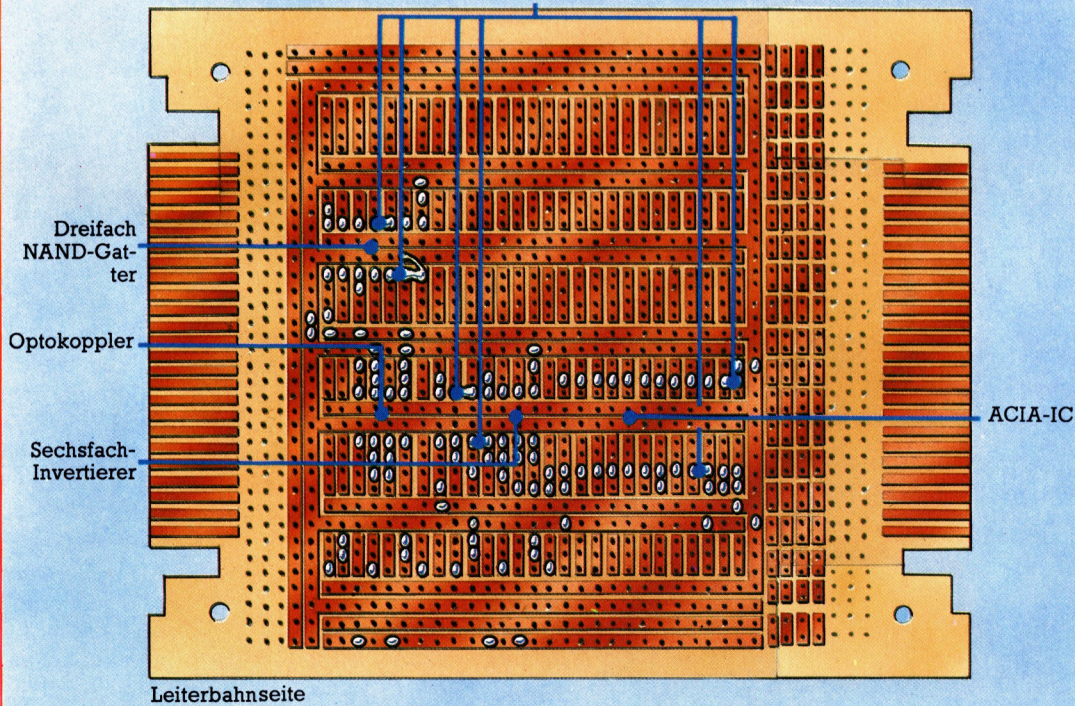 Dreifach
NAND-Gat-
ter
Optokoppler
ACIA-IC
Sechsfach-
Invertierer
Leiterbahnseite